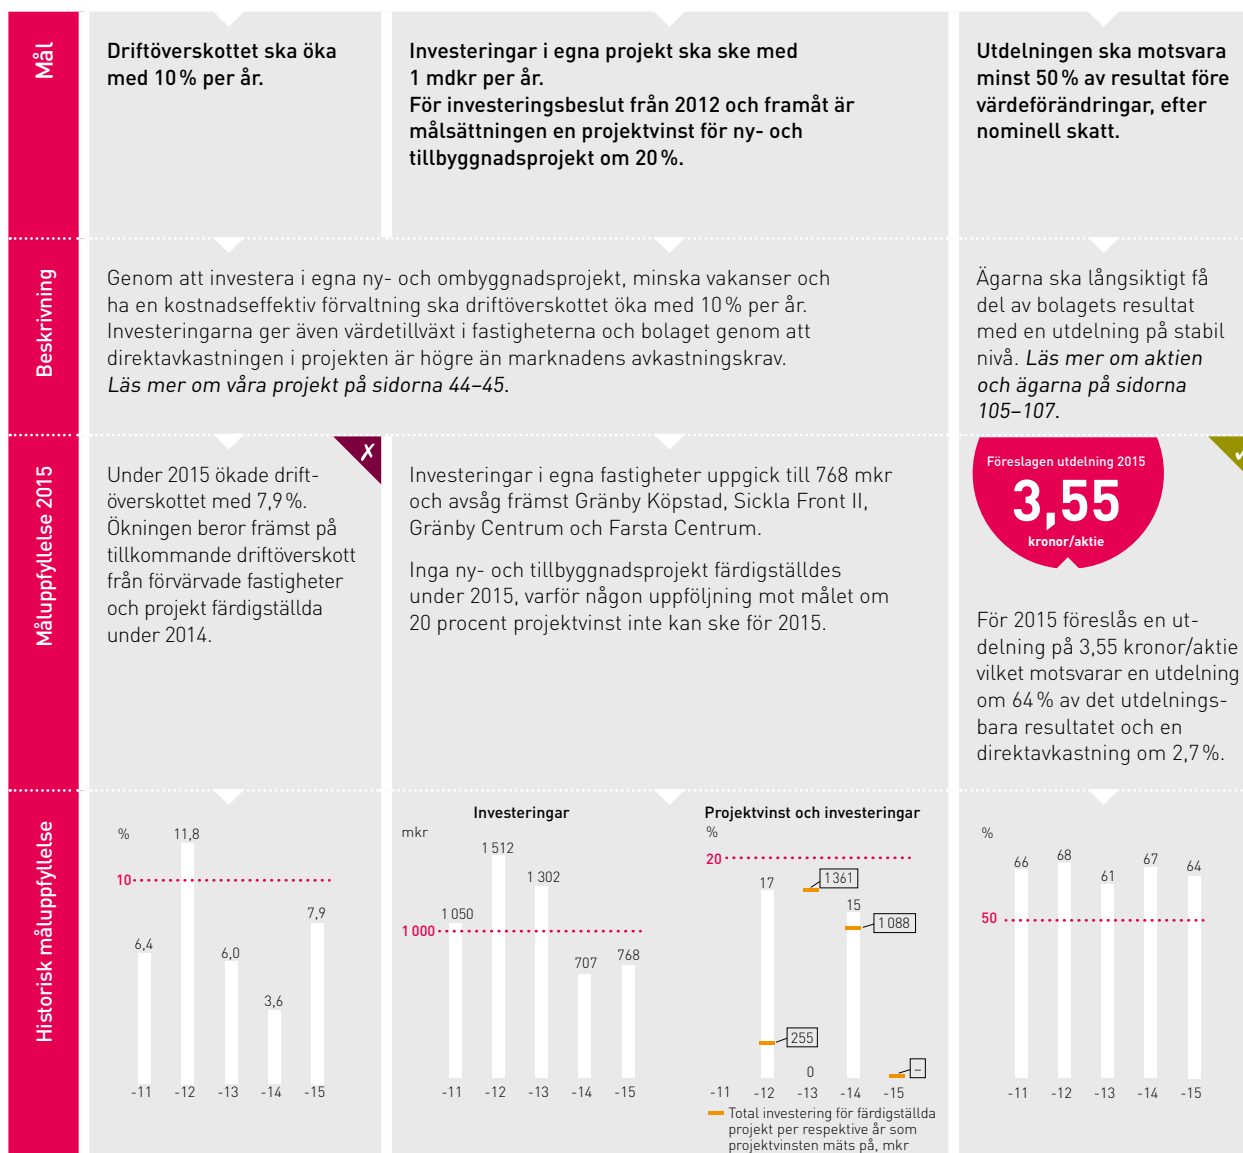 Mål
Driftöverskottet ska öka
med 10 % per år.
Investeringar i egna projekt ska ske med
1 mdkr per år.
För investeringsbeslut från 2012 och framåt är
målsättningen en projektvinst för ny- och
tillbyggnadsprojekt om 20 %.
Utdelningen ska motsvara
minst 50 % av resultat före
värdeförändringar, efter
nominell skatt.
Beskrivning
Genom att investera i egna ny- och ombyggnadsprojekt, minska vakanser och
ha en kostnadseffektiv förvaltning ska driftöverskottet öka med 10 % per år.
Investeringarna ger även värdetillväxt i fastigheterna och bolaget genom att
direktavkastningen i projekten är högre än marknadens avkastningskrav.
Läs mer om våra projekt på sidorna 44–45.
Ägarna ska långsiktigt få
del av bolagets resultat
med en utdelning på stabil
nivå. Läs mer om aktien
och ägarna på sidorna
105–107.
Måluppfyllelse 2015
✗
Under 2015 ökade drift-
överskottet med 7,9 %.
Ökningen beror främst på
tillkommande driftöverskott
från förvärvade fastigheter
och projekt färdigställda
under 2014.
Investeringar i egna fastigheter uppgick till 768 mkr
och avsåg främst Gränby Köpstad, Sickla Front II,
Gränby Centrum och Farsta Centrum.
Inga ny- och tillbyggnadsprojekt färdigställdes
under 2015, varför någon uppföljning mot målet om
20 procent projektvinst inte kan ske för 2015.
Föreslagen utdelning 2015
3,55
kronor/aktie
För 2015 föreslås en ut-
delning på 3,55 kronor/aktie
vilket motsvarar en utdelning
om 64 % av det utdelnings-
bara resultatet och en
direktavkastning om 2,7 %.
Historisk måluppfyllelse
%
10
6,4
11,8
6,0
3,6
7,9
-11 -12 -13 -14 -15
Investeringar
mkr
1 000
1 050
1 512
1 302
707
768
-11 -12 -13 -14 -15
Projektvinst och investeringar
%
20
17
1 361
15
1 088
255
0
–
-11 -12 -13 -14 -15
Total investering för färdigställda
projekt per respektive år som
projektvinsten mäts på, mkr
%
50
66
68
61
67
64
-11 -12 -13 -14 -15